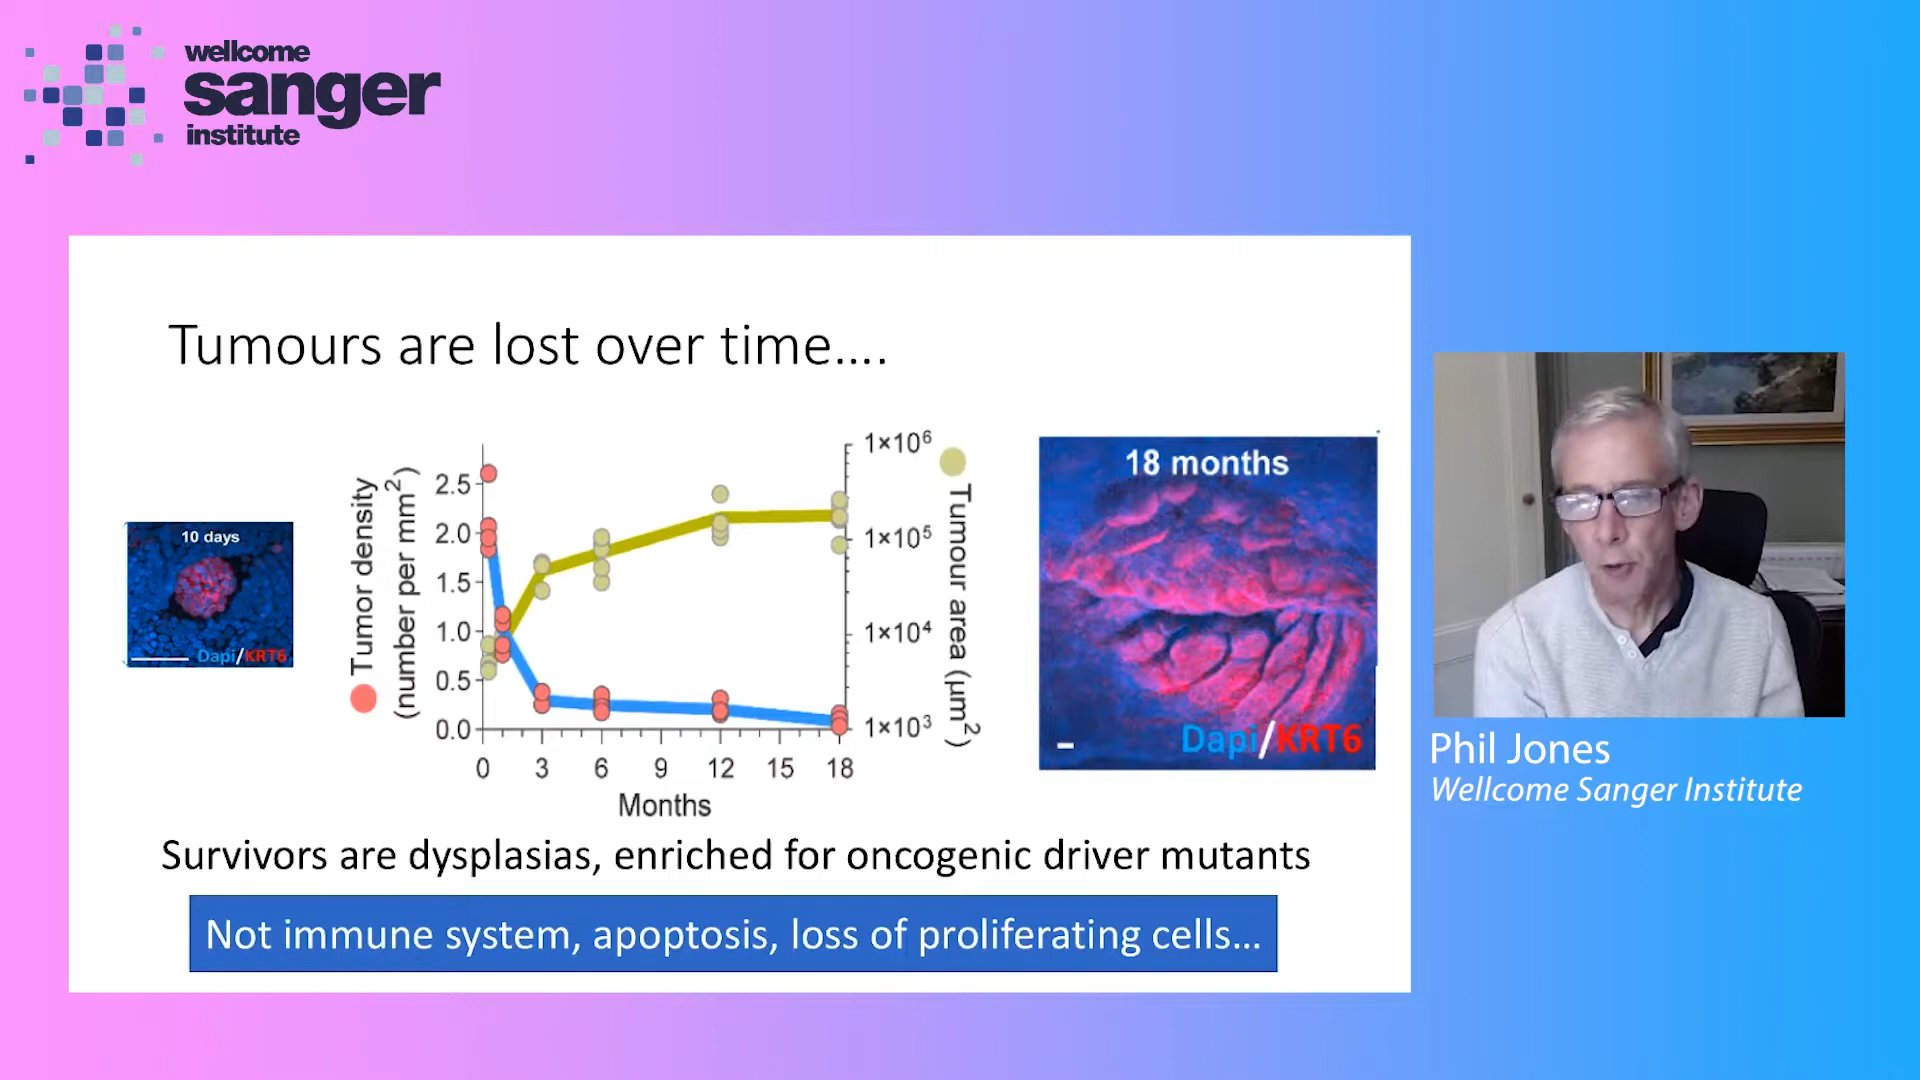 wellcome
sanger
institute
Tumours are lost over time....
10 days
Dapi/KRT6
Tumor density
(number per mm²)
2.5
2.0
1.5
1.0
0.5
0.0
0 3 6 9 12 15 18
Months
1×10⁶
1×10⁵
1×10⁴
1×10³
Tumour area (µm²)
18 months
Dapi/KRT6
Survivors are dysplasias, enriched for oncogenic driver mutants
Not immune system, apoptosis, loss of proliferating cells...
Phil Jones
Wellcome Sanger Institute